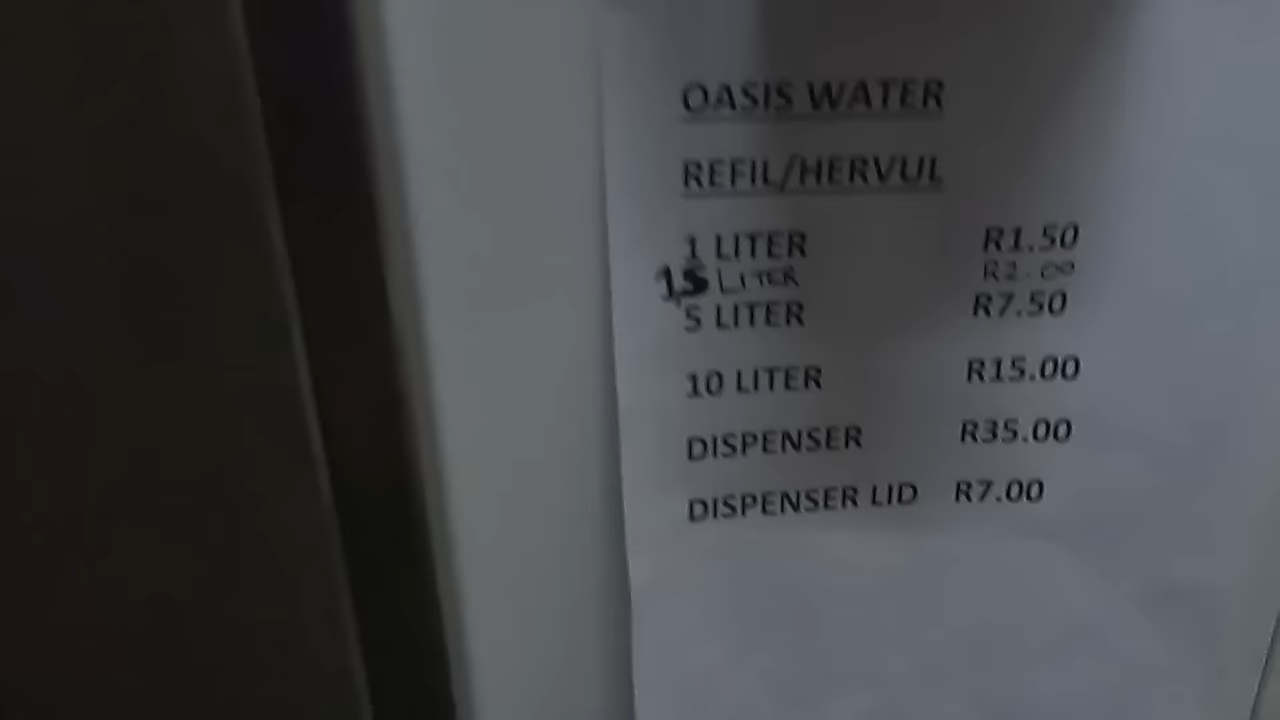 OASIS WATER
REFIL/HERVUL
1 LITER R1.50
1,5 LITER R2.00
5 LITER R7.50
10 LITER R15.00
DISPENSER R35.00
DISPENSER LID R7.00